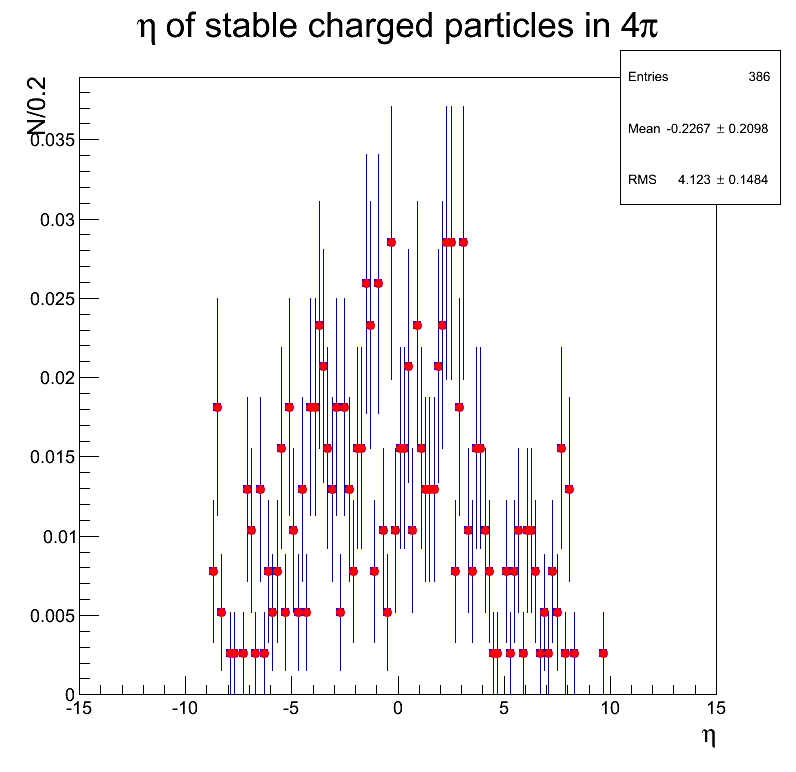 η of stable charged particles in 4π
Entries 386
Mean -0.2267 ± 0.2098
RMS 4.123 ± 0.1484
N/0.2
0.035
0.03
0.025
0.02
0.015
0.01
0.005
0
-15 -10 -5 0 5 10 15
η